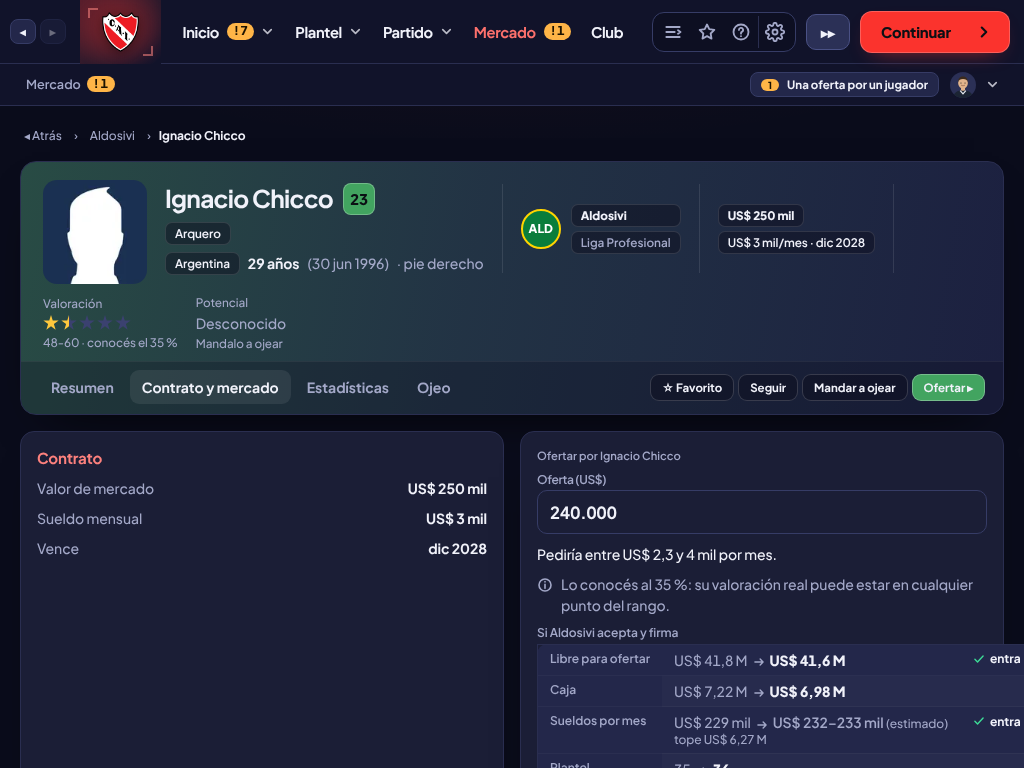 Inicio !7 Plantel Partido Mercado !1 Club Continuar
Mercado !1
1 Una oferta por un jugador
Atrás › Aldosivi › Ignacio Chicco
Ignacio Chicco 23
Arquero
Argentina 29 años (30 jun 1996) · pie derecho
ALD
Aldosivi
Liga Profesional
US$ 250 mil
US$ 3 mil/mes · dic 2028
Valoración
48–60 · conocés el 35 %
Potencial
Desconocido
Mandalo a ojear
Resumen Contrato y mercado Estadísticas Ojeo
☆ Favorito Seguir Mandar a ojear Ofertar ▸
Contrato
Valor de mercado US$ 250 mil
Sueldo mensual US$ 3 mil
Vence dic 2028
Ofertar por Ignacio Chicco
Oferta (US$)
240.000
Pediría entre US$ 2,3 y 4 mil por mes.
Lo conocés al 35 %: su valoración real puede estar en cualquier
punto del rango.
Si Aldosivi acepta y firma
Libre para ofertar US$ 41,8 M → US$ 41,6 M ✓ entra
Caja US$ 7,22 M → US$ 6,98 M
Sueldos por mes US$ 229 mil → US$ 232–233 mil (estimado) ✓ entra
tope US$ 6,27 M
Plantel 35 → 36